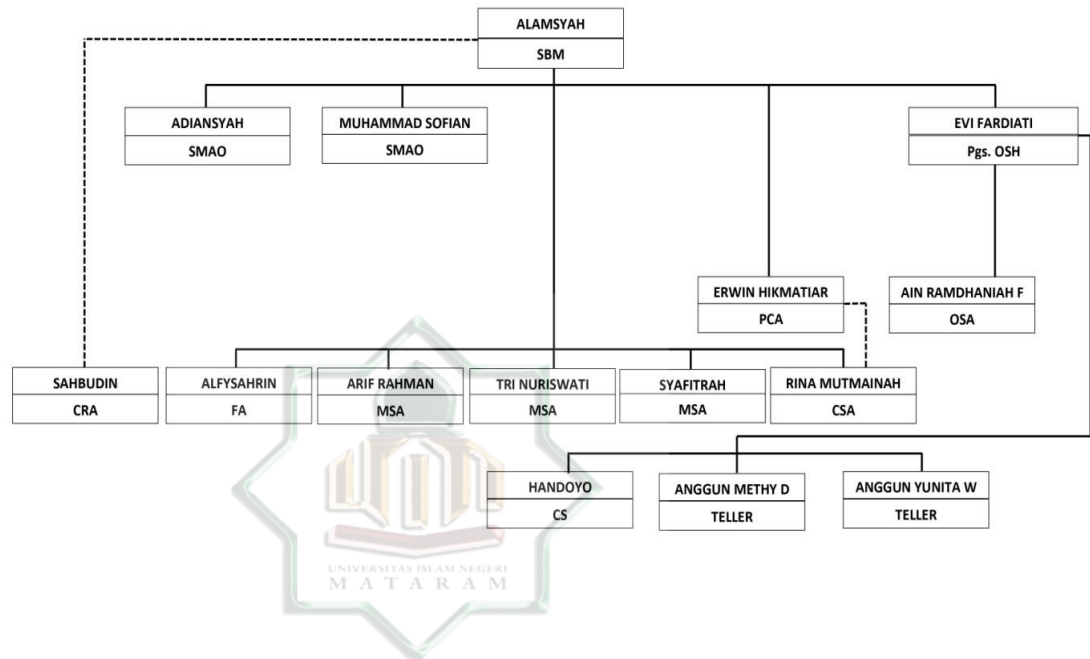 ALAMSYAH
SBM
ADIANSYAH
SMAO
MUHAMMAD SOFIAN
SMAO
EVI FARDIATI
Pgs. OSH
ERWIN HIKMATIAR
PCA
AIN RAMDHANIAH F
OSA
SAHBUDIN
CRA
ALFYSAHRIN
FA
ARIF RAHMAN
MSA
TRI NURISWATI
MSA
SYAFITRAH
MSA
RINA MUTMAINAH
CSA
HANDOYO
CS
ANGGUN METHY D
TELLER
ANGGUN YUNITA W
TELLER
UNIVERSITAS ISLAM NEGERI
MATARAM